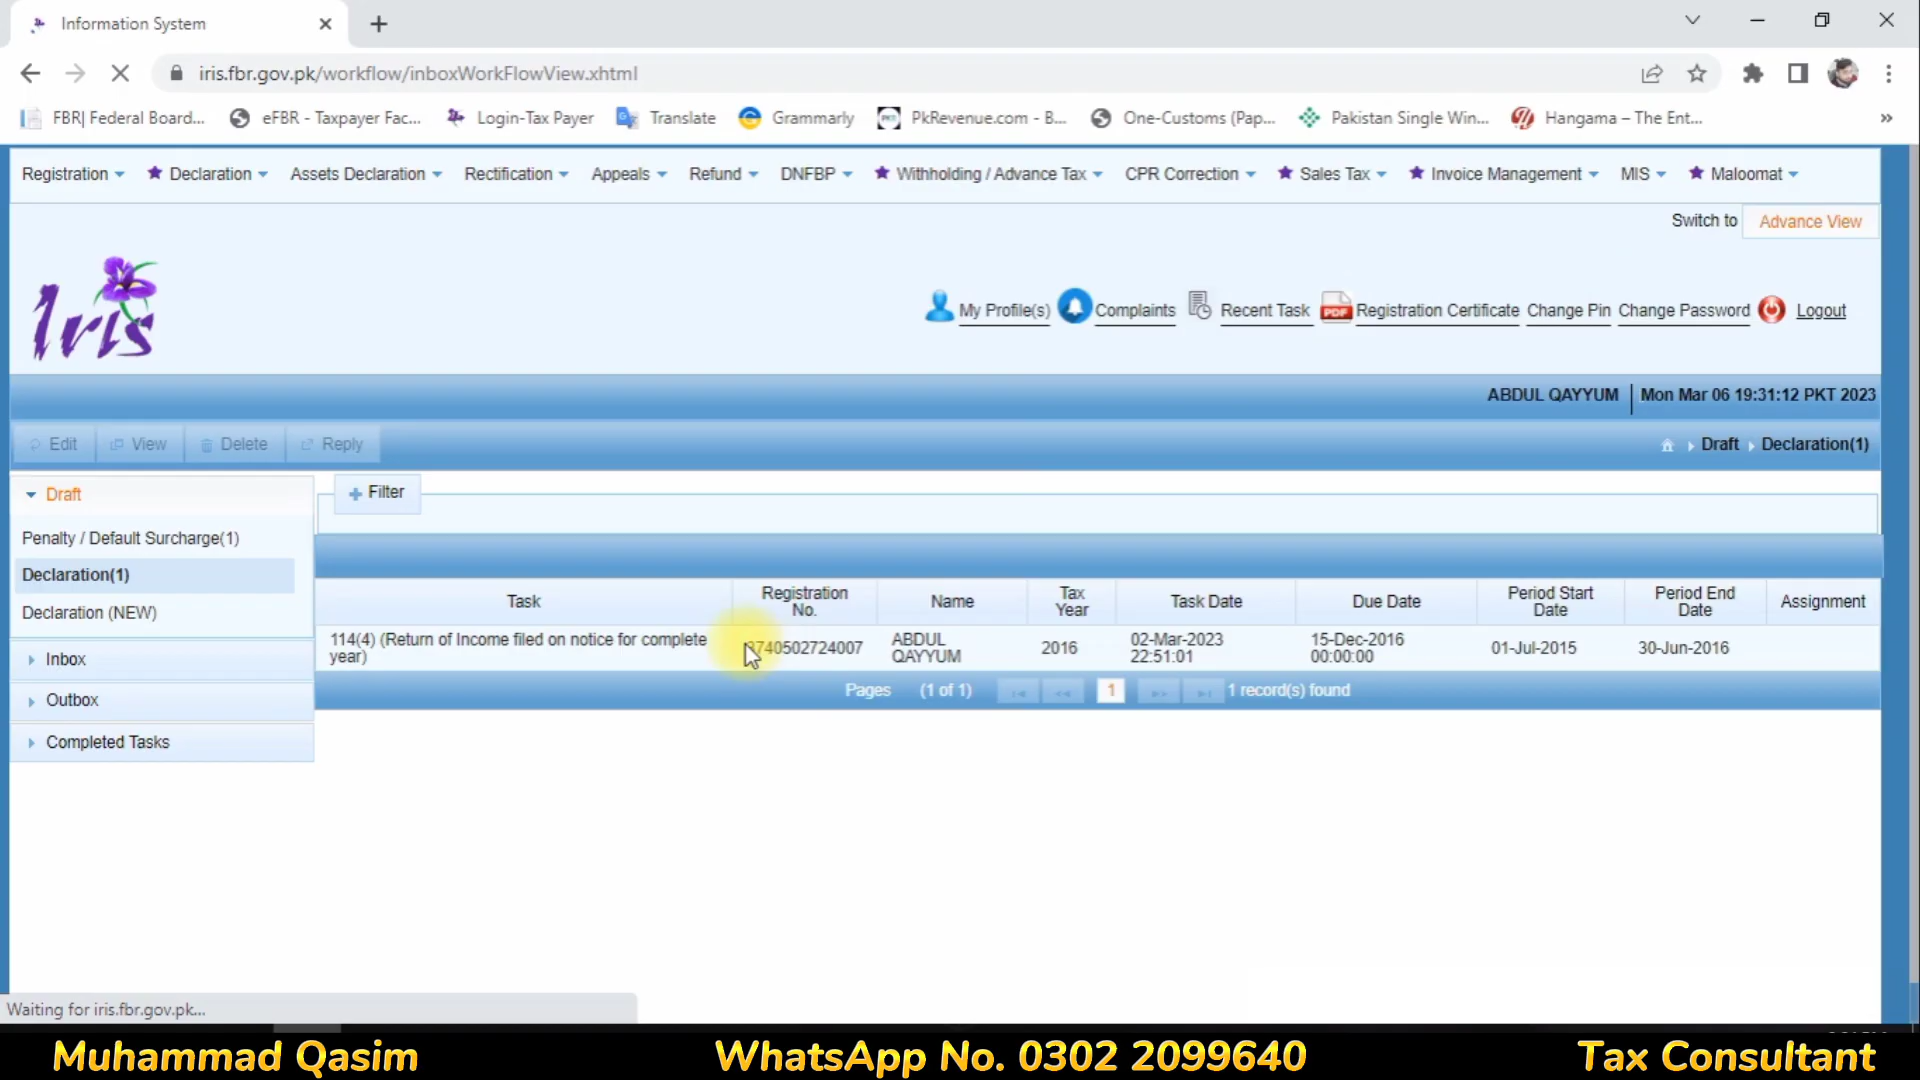 Information System
iris.fbr.gov.pk/workflow/inboxWorkFlowView.xhtml
FBR| Federal Board... eFBR - Taxpayer Fac... Login-Tax Payer Translate Grammarly PkRevenue.com - B... One-Customs (Pap... Pakistan Single Win... Hangama – The Ent... »
Registration Declaration Assets Declaration Rectification Appeals Refund DNFBP Withholding / Advance Tax CPR Correction Sales Tax Invoice Management MIS Maloomat
Switch to Advance View
Iris
My Profile(s) Complaints Recent Task PDF Registration Certificate Change Pin Change Password Logout
ABDUL QAYYUM Mon Mar 06 19:31:12 PKT 2023
Edit View Delete Reply Draft Declaration(1)
Draft
Filter
Penalty / Default Surcharge(1)
Declaration(1)
Declaration (NEW)
Inbox
Outbox
Completed Tasks
Task Registration No. Name Tax Year Task Date Due Date Period Start Date Period End Date Assignment
114(4) (Return of Income filed on notice for complete year) 740502724007 ABDUL QAYYUM 2016 02-Mar-2023 22:51:01 15-Dec-2016 00:00:00 01-Jul-2015 30-Jun-2016
Pages (1 of 1) 1 1 record(s) found
Waiting for iris.fbr.gov.pk...
Muhammad Qasim WhatsApp No. 0302 2099640 Tax Consultant